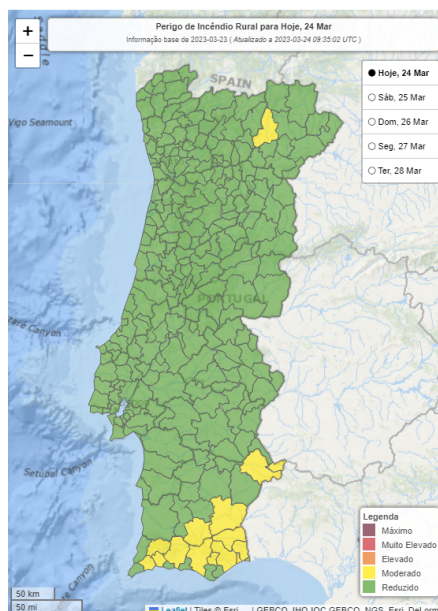 +
−
Perigo de Incêndio Rural para Hoje, 24 Mar
Informação base de 2023-03-23 ( Atualizado a 2023-03-24 09:35:02 UTC )
Hoje, 24 Mar
Sáb, 25 Mar
Dom, 26 Mar
Seg, 27 Mar
Ter, 28 Mar
SPAIN
Vigo Seamount
PORTUGAL
Canyon
Setúbal Canyon
Legenda
Máximo
Muito Elevado
Elevado
Moderado
Reduzido
50 km
50 mi
Leaflet | Tiles © Esri
GEBCO, IHO-IOC GEBCO, NGS, Esri, DeLorme